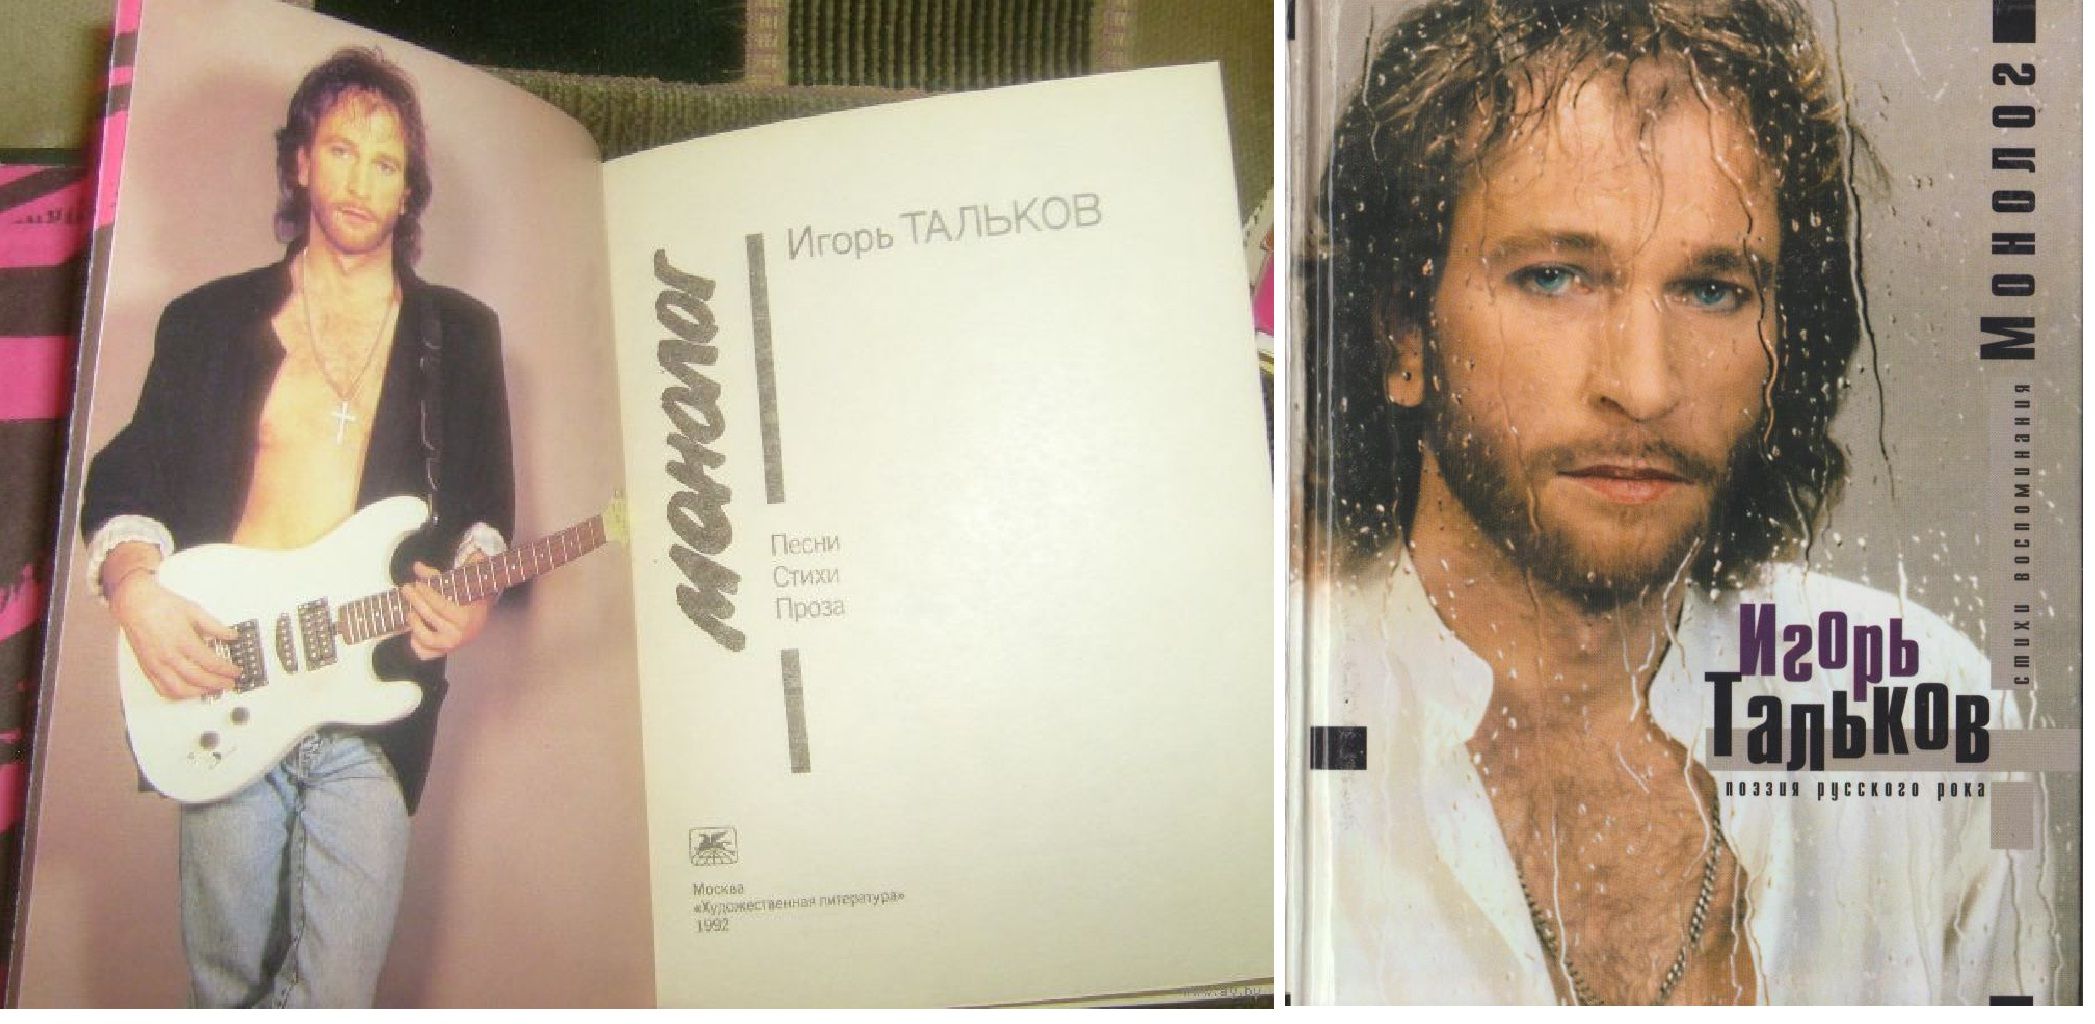 Игорь ТАЛЬКОВ
монолог
Песни
Стихи
Проза
Москва
«Художественная литература»
1992
Монолог
стихи воспоминания
Игорь
Тальков
поэзия русского рока